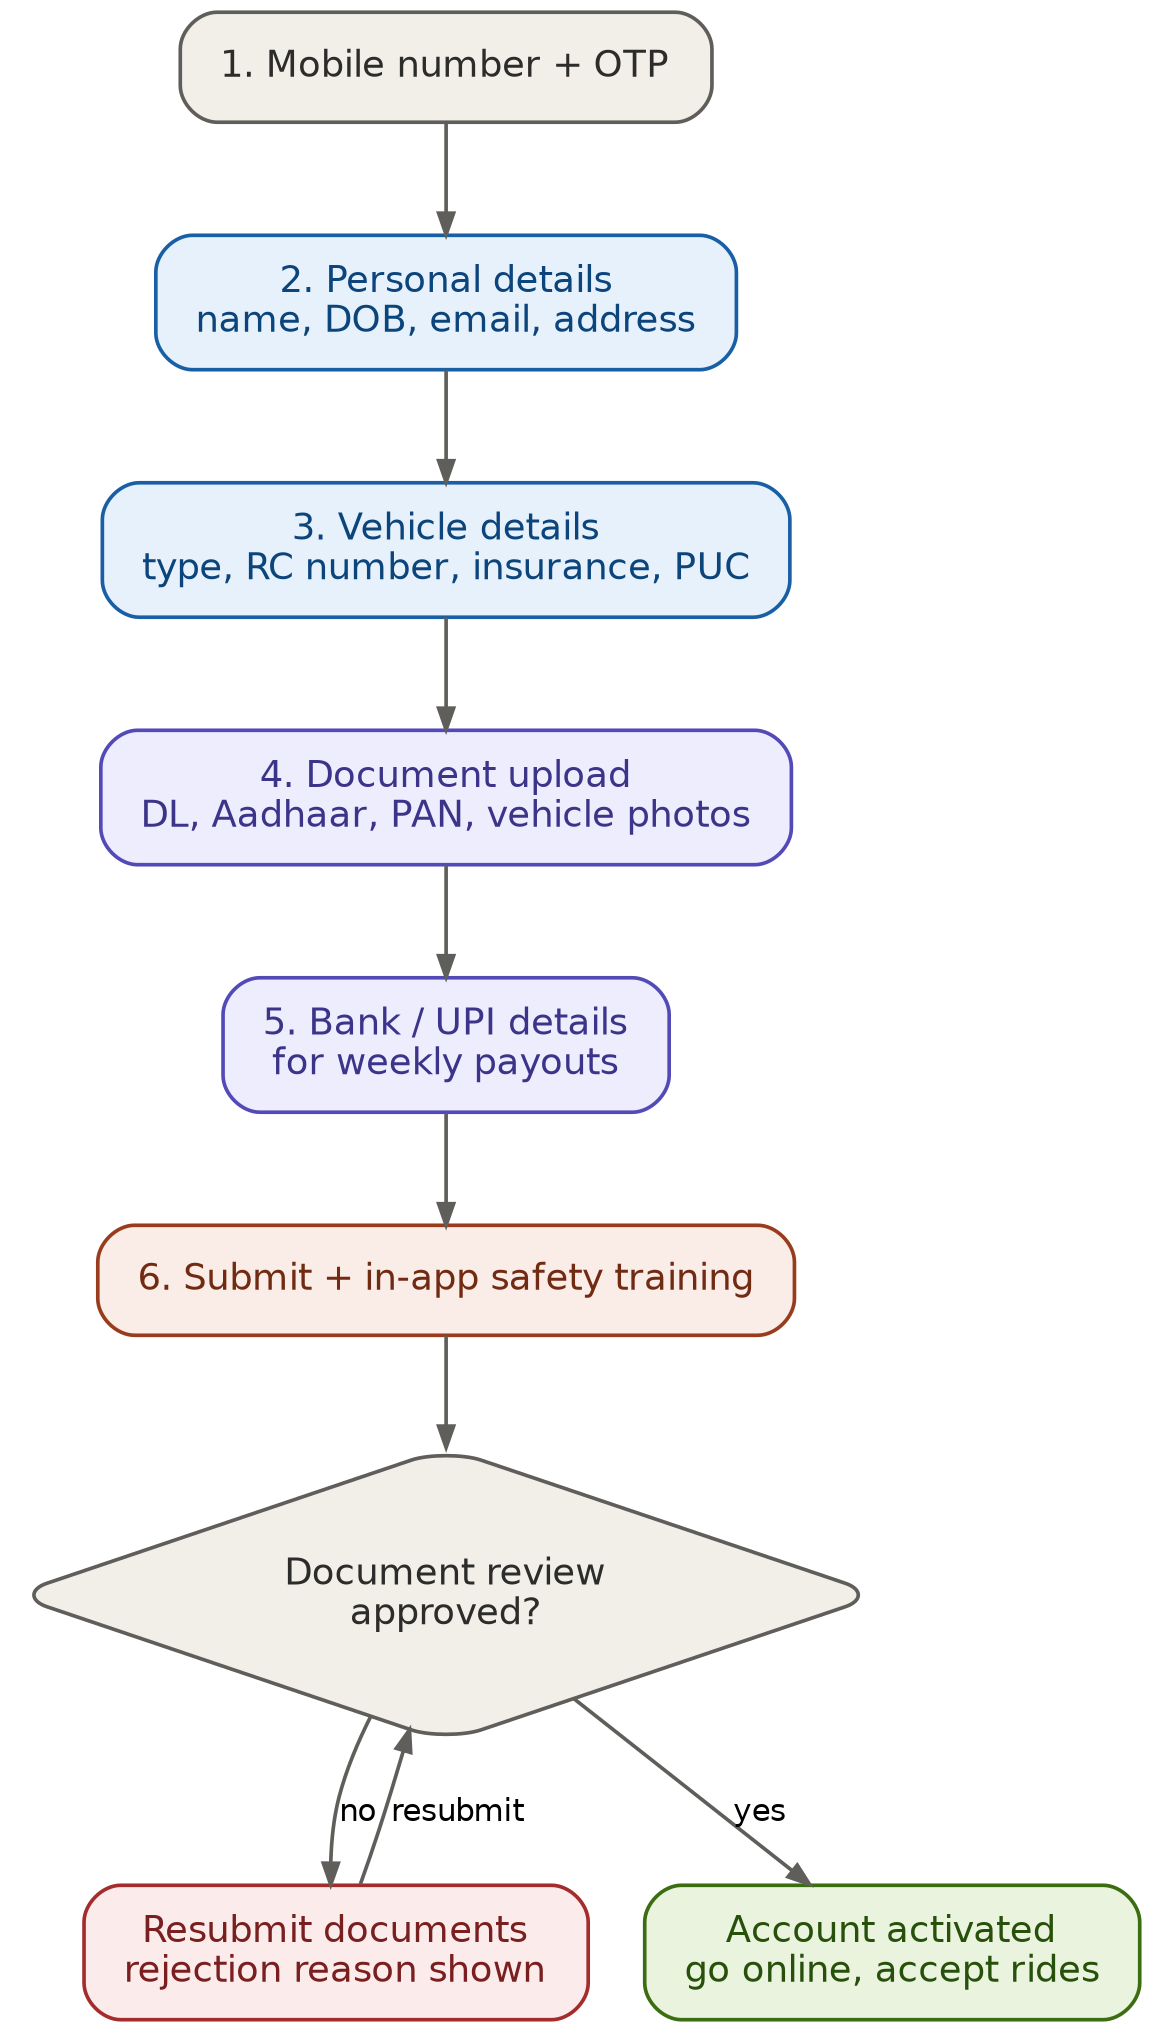 1. Mobile number + OTP
2. Personal details
name, DOB, email, address
3. Vehicle details
type, RC number, insurance, PUC
4. Document upload
DL, Aadhaar, PAN, vehicle photos
5. Bank / UPI details
for weekly payouts
6. Submit + in-app safety training
Document review
approved?
no
resubmit
yes
Resubmit documents
rejection reason shown
Account activated
go online, accept rides